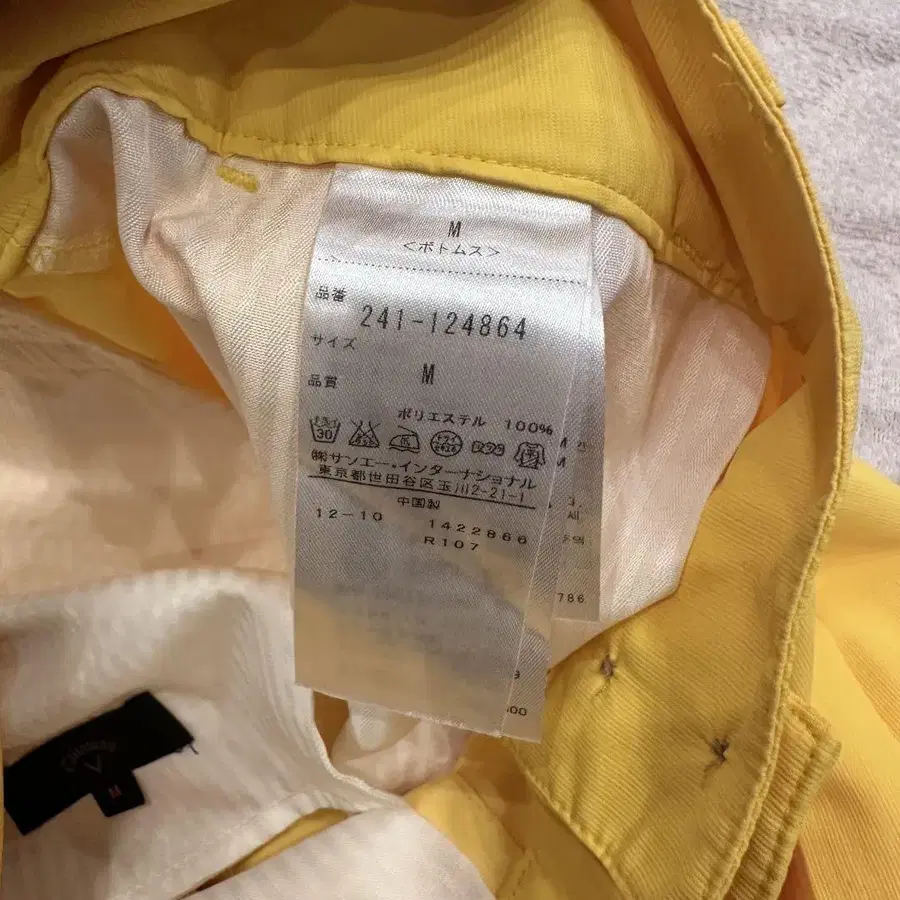 M
<ボトムス>
品番
241-124864
サイズ
M
品質
ポリエステル 100%
30
㈱サンエー・インターナショナル
東京都世田谷区玉川2-21-1
中国製
12-10 1422866
R107
786
00
Callaway
M